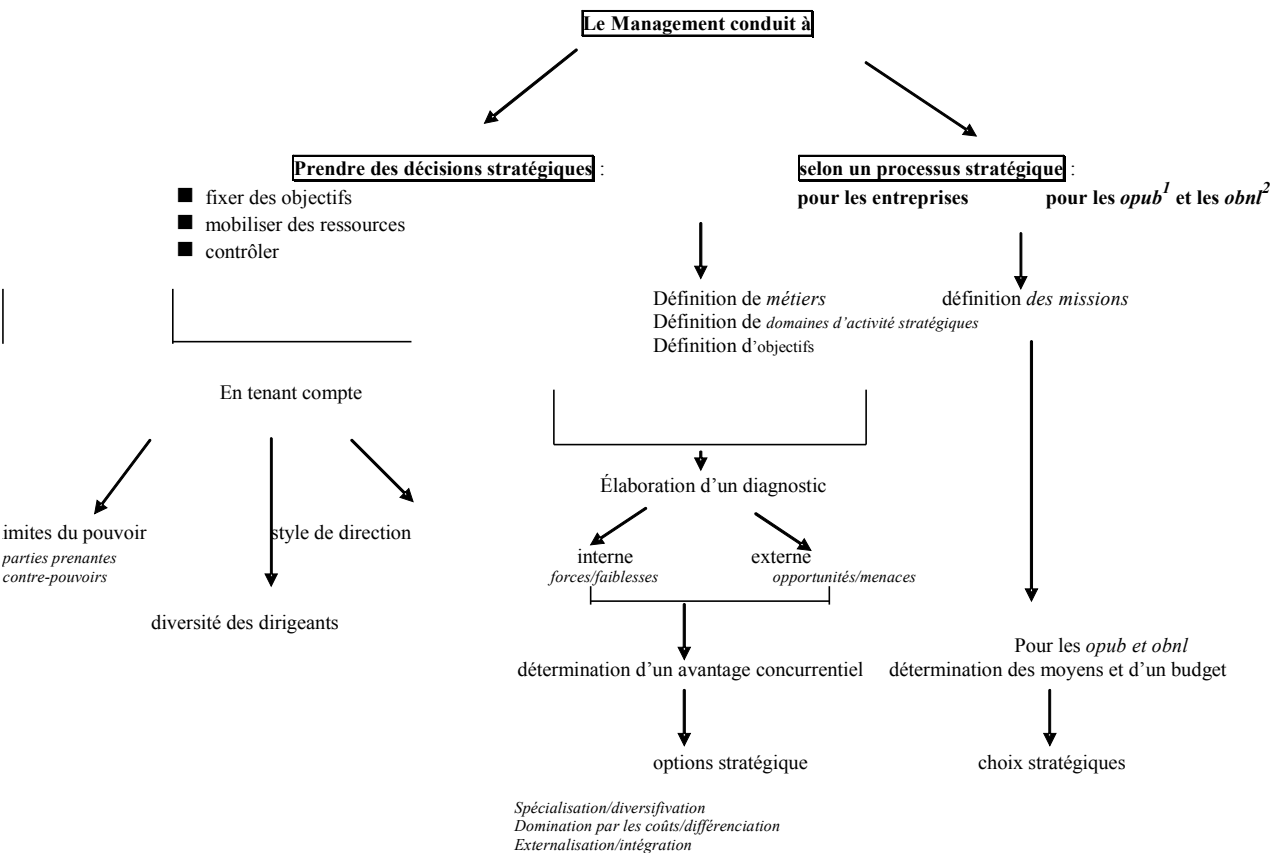 Le Management conduit à
Prendre des décisions stratégiques :
■ fixer des objectifs
■ mobiliser des ressources
■ contrôler
En tenant compte
imites du pouvoir
parties prenantes
contre-pouvoirs
style de direction
diversité des dirigeants
selon un processus stratégique :
pour les entreprises
pour les opub1 et les obnl2
Définition de métiers
Définition de domaines d'activité stratégiques
Définition d'objectifs
définition des missions
Élaboration d'un diagnostic
interne
forces/faiblesses
externe
opportunités/menaces
détermination d'un avantage concurrentiel
Pour les opub et obnl
détermination des moyens et d'un budget
options stratégique
choix stratégiques
Spécialisation/diversifivation
Domination par les coûts/différenciation
Externalisation/intégration